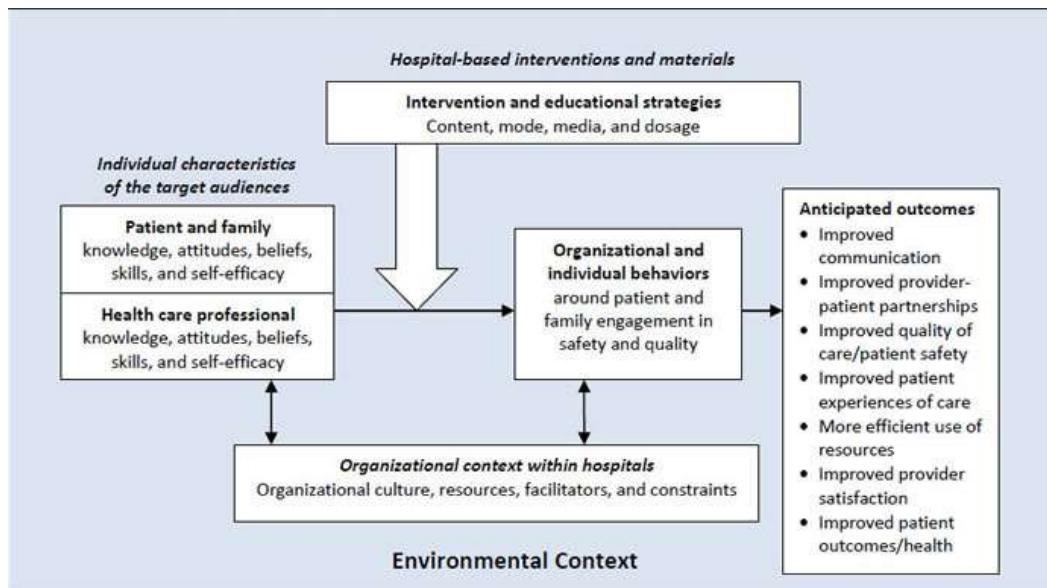 Hospital-based interventions and materials
Intervention and educational strategies
Content, mode, media, and dosage
Individual characteristics
of the target audiences
Patient and family
knowledge, attitudes, beliefs,
skills, and self-efficacy
Health care professional
knowledge, attitudes, beliefs,
skills, and self-efficacy
Organizational and
individual behaviors
around patient and
family engagement in
safety and quality
Anticipated outcomes
• Improved
communication
• Improved provider-
patient partnerships
• Improved quality of
care/patient safety
• Improved patient
experiences of care
• More efficient use of
resources
• Improved provider
satisfaction
• Improved patient
outcomes/health
Organizational context within hospitals
Organizational culture, resources, facilitators, and constraints
Environmental Context